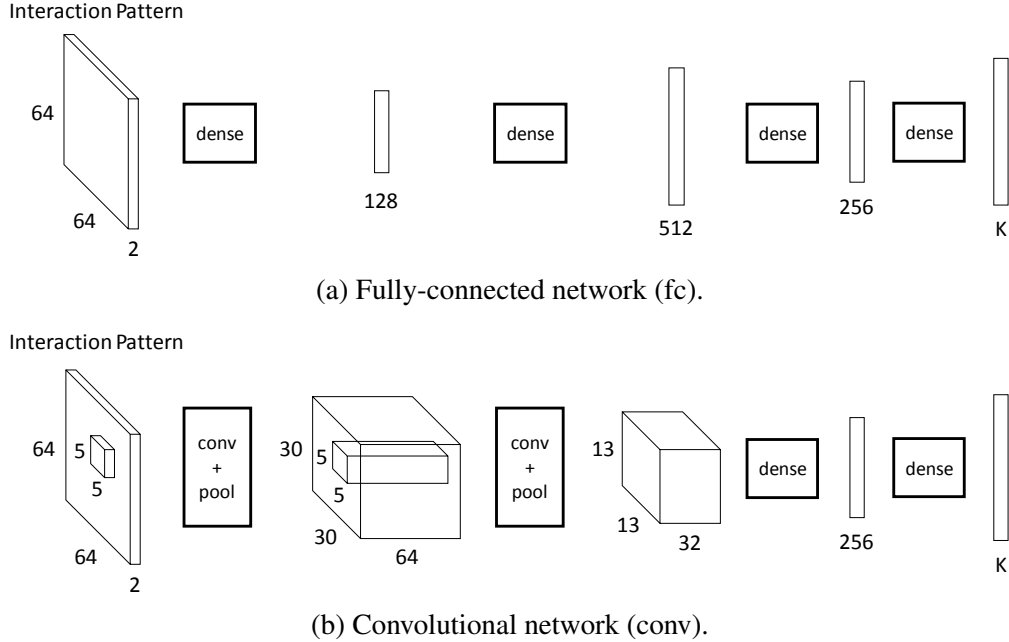 Interaction Pattern
64
64
2
dense
128
dense
512
dense
256
dense
K
(a) Fully-connected network (fc).
Interaction Pattern
64
5
5
64
2
conv
+
pool
30
5
5
30
64
conv
+
pool
13
13
32
dense
256
dense
K
(b) Convolutional network (conv).